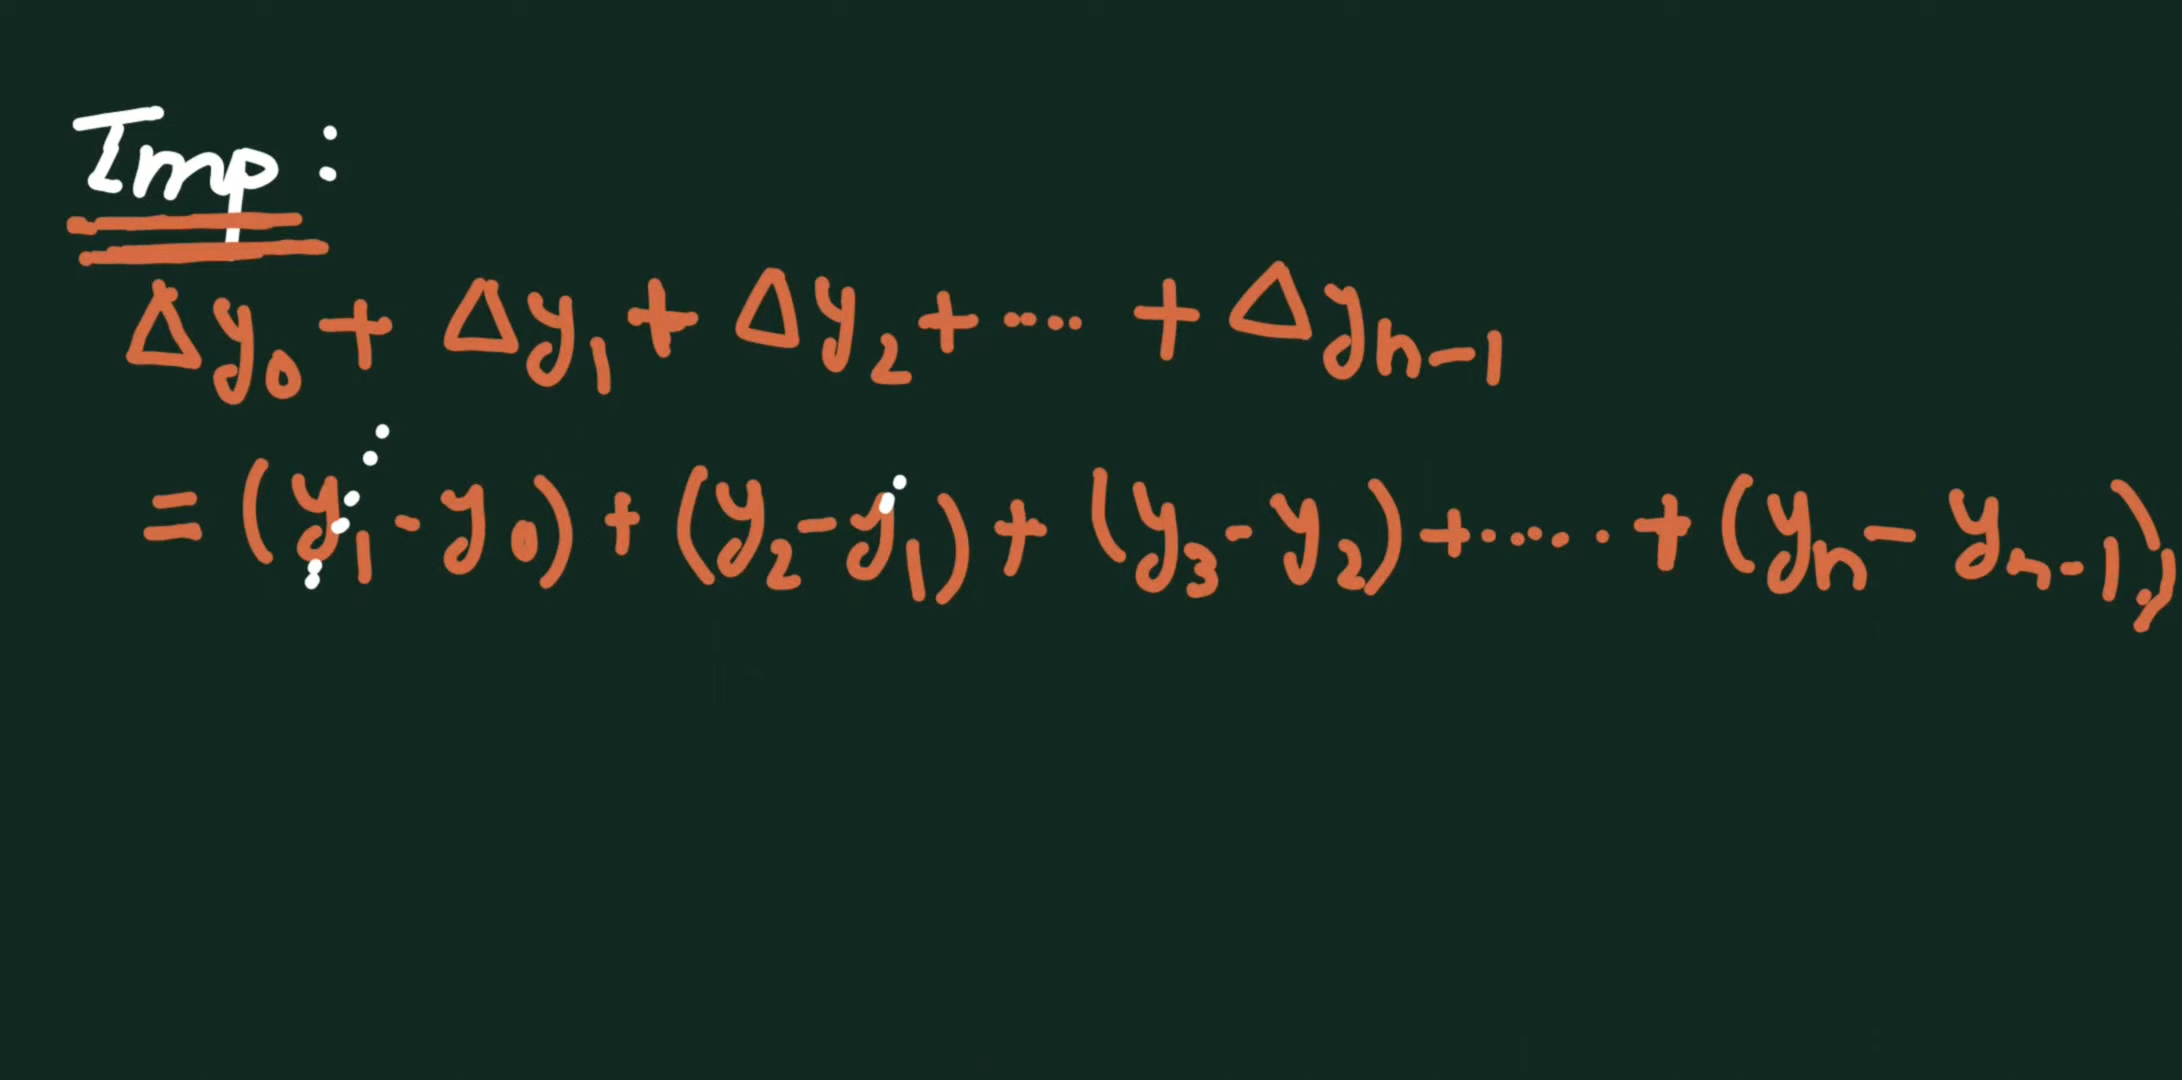 Imp :
Δy₀ + Δy₁ + Δy₂ + .... + Δyₙ₋₁
= (y₁ - y₀) + (y₂ - y₁) + (y₃ - y₂) + ..... + (yₙ - yₙ₋₁)